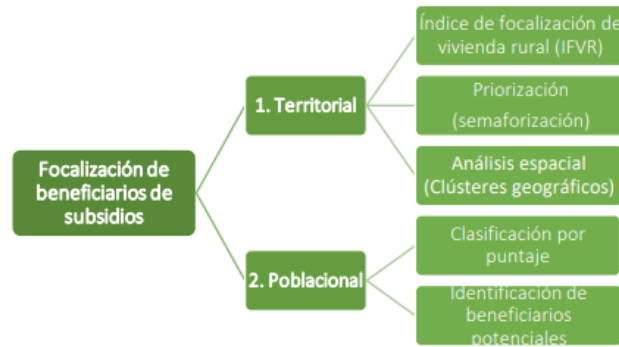 Focalización de
beneficiarios de
subsidios
1. Territorial
Índice de focalización de
vivienda rural (IFVR)
Priorización
(semaforización)
Análisis espacial
(Clústeres geográficos)
2. Poblacional
Clasificación por
puntaje
Identificación de
beneficiarios
potenciales